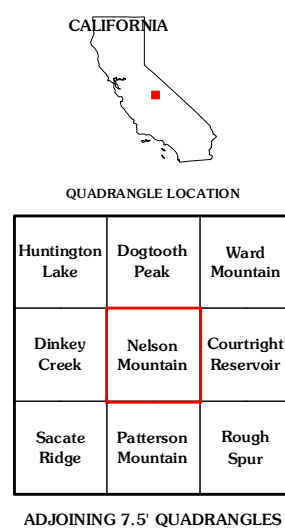 CALIFORNIA
QUADRANGLE LOCATION
Huntington
Lake
Dogtooth
Peak
Ward
Mountain
Dinkey
Creek
Nelson
Mountain
Courtright
Reservoir
Sacate
Ridge
Patterson
Mountain
Rough
Spur
ADJOINING 7.5' QUADRANGLES